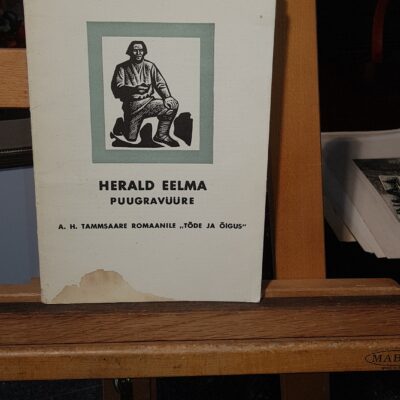 HERALD EELMA
PUUGRAVÜÜRE
A. H. TAMMSAARE ROMAANILE „TÕDE JA ÕIGUS"